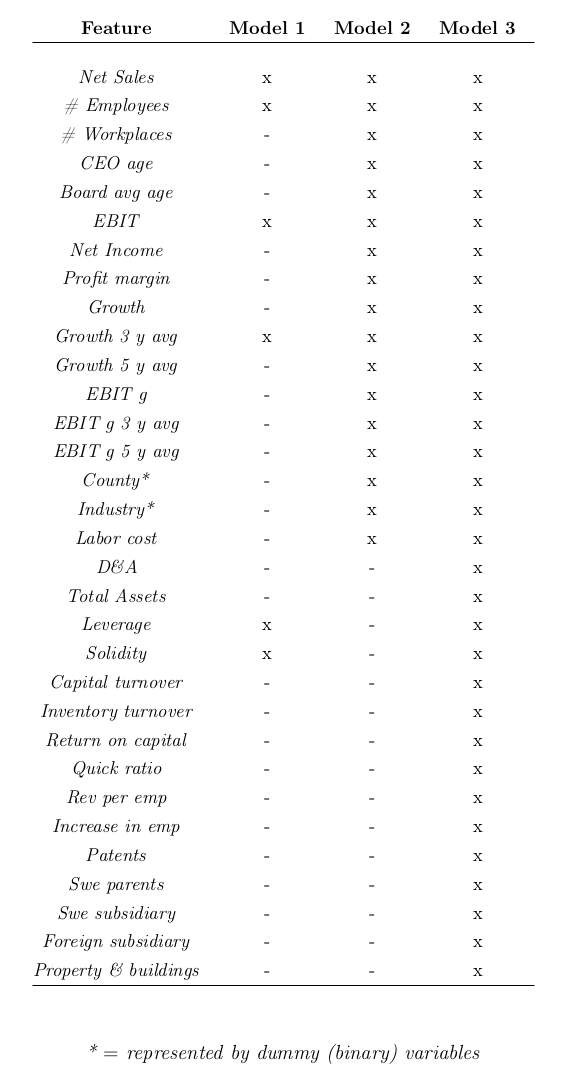 Feature Model 1 Model 2 Model 3
Net Sales x x x
# Employees x x x
# Workplaces - x x
CEO age - x x
Board avg age - x x
EBIT x x x
Net Income - x x
Profit margin - x x
Growth - x x
Growth 3 y avg x x x
Growth 5 y avg - x x
EBIT g - x x
EBIT g 3 y avg - x x
EBIT g 5 y avg - x x
County* - x x
Industry* - x x
Labor cost - x x
D&A - - x
Total Assets - - x
Leverage x - x
Solidity x - x
Capital turnover - - x
Inventory turnover - - x
Return on capital - - x
Quick ratio - - x
Rev per emp - - x
Increase in emp - - x
Patents - - x
Swe parents - - x
Swe subsidiary - - x
Foreign subsidiary - - x
Property & buildings - - x
* = represented by dummy (binary) variables